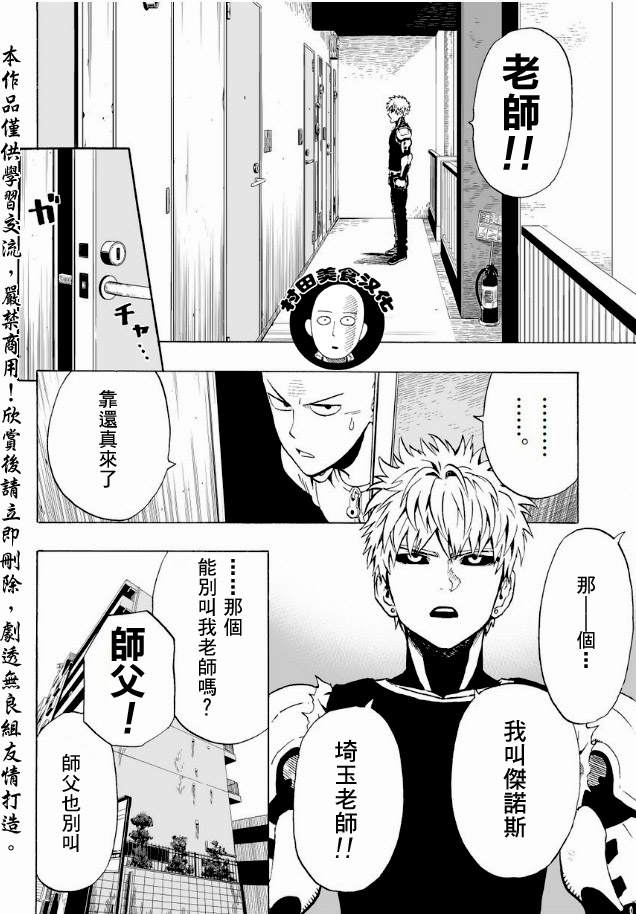 老師!!
ガ
チャ…
村田美食汉化
………。
靠還真來了
那──個…
我叫傑諾斯
埼玉老師!!
……那個
能別叫我老師嗎?
師父!
師父也別叫
本作品僅供學習交流，嚴禁商用！欣賞後請立即刪除，劇透無良組友情打造。